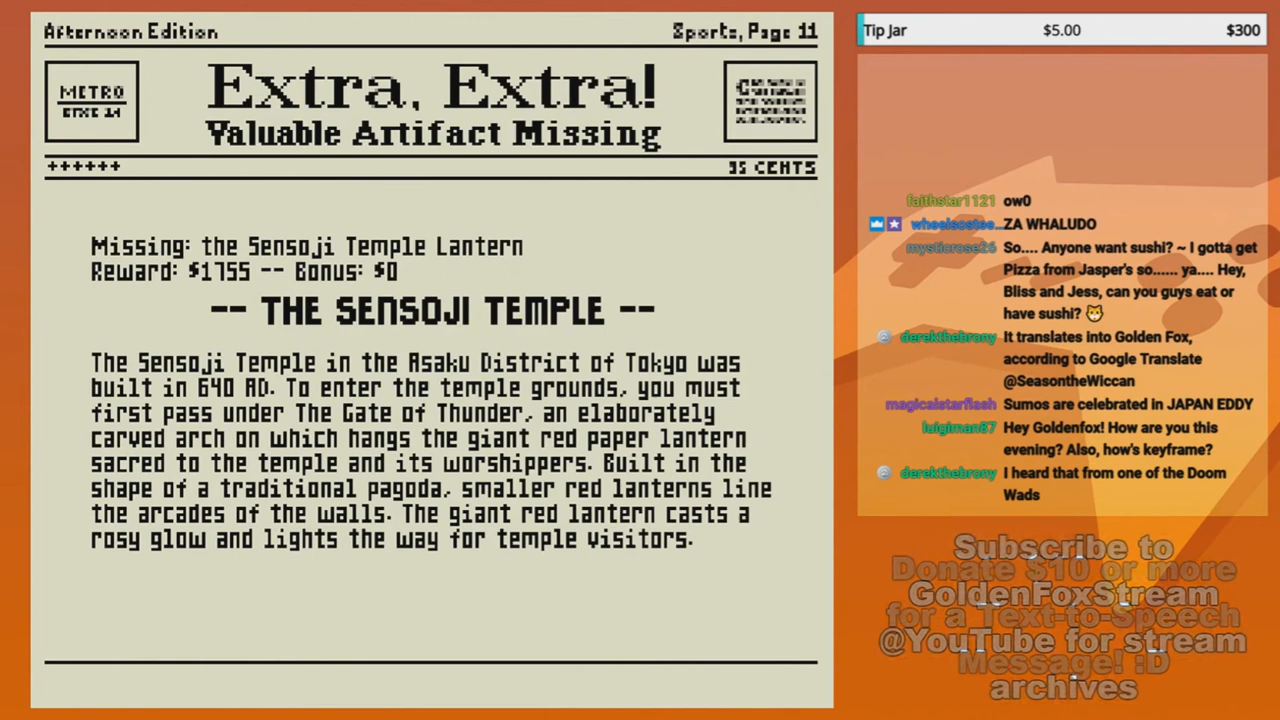 Afternoon Edition
Sports, Page 11
METRO
Extra, Extra!
Valuable Artifact Missing
++++++
35 CENTS
Missing: the Sensoji Temple Lantern
Reward: $1755 -- Bonus: $0
-- THE SENSOJI TEMPLE --
The Sensoji Temple in the Asaku District of Tokyo was
built in 640 AD. To enter the temple grounds, you must
first pass under The Gate of Thunder, an elaborately
carved arch on which hangs the giant red paper lantern
sacred to the temple and its worshippers. Built in the
shape of a traditional pagoda, smaller red lanterns line
the arcades of the walls. The giant red lantern casts a
rosy glow and lights the way for temple visitors.
Tip Jar $5.00 $300
faithstar1121 ow0
wheelsostee... ZA WHALUDO
mysticrose26 So.... Anyone want sushi? ~ I gotta get
Pizza from Jasper's so...... ya.... Hey,
Bliss and Jess, can you guys eat or
have sushi?
derekthebrony It translates into Golden Fox,
according to Google Translate
@SeasontheWiccan
magicalstarflash Sumos are celebrated in JAPAN EDDY
luigiman87 Hey Goldenfox! How are you this
evening? Also, how's keyframe?
derekthebrony I heard that from one of the Doom
Wads
Subscribe to
Donate $10 or more
GoldenFoxStream
for a Text-to-Speech
@YouTube for stream
Message! :D
archives